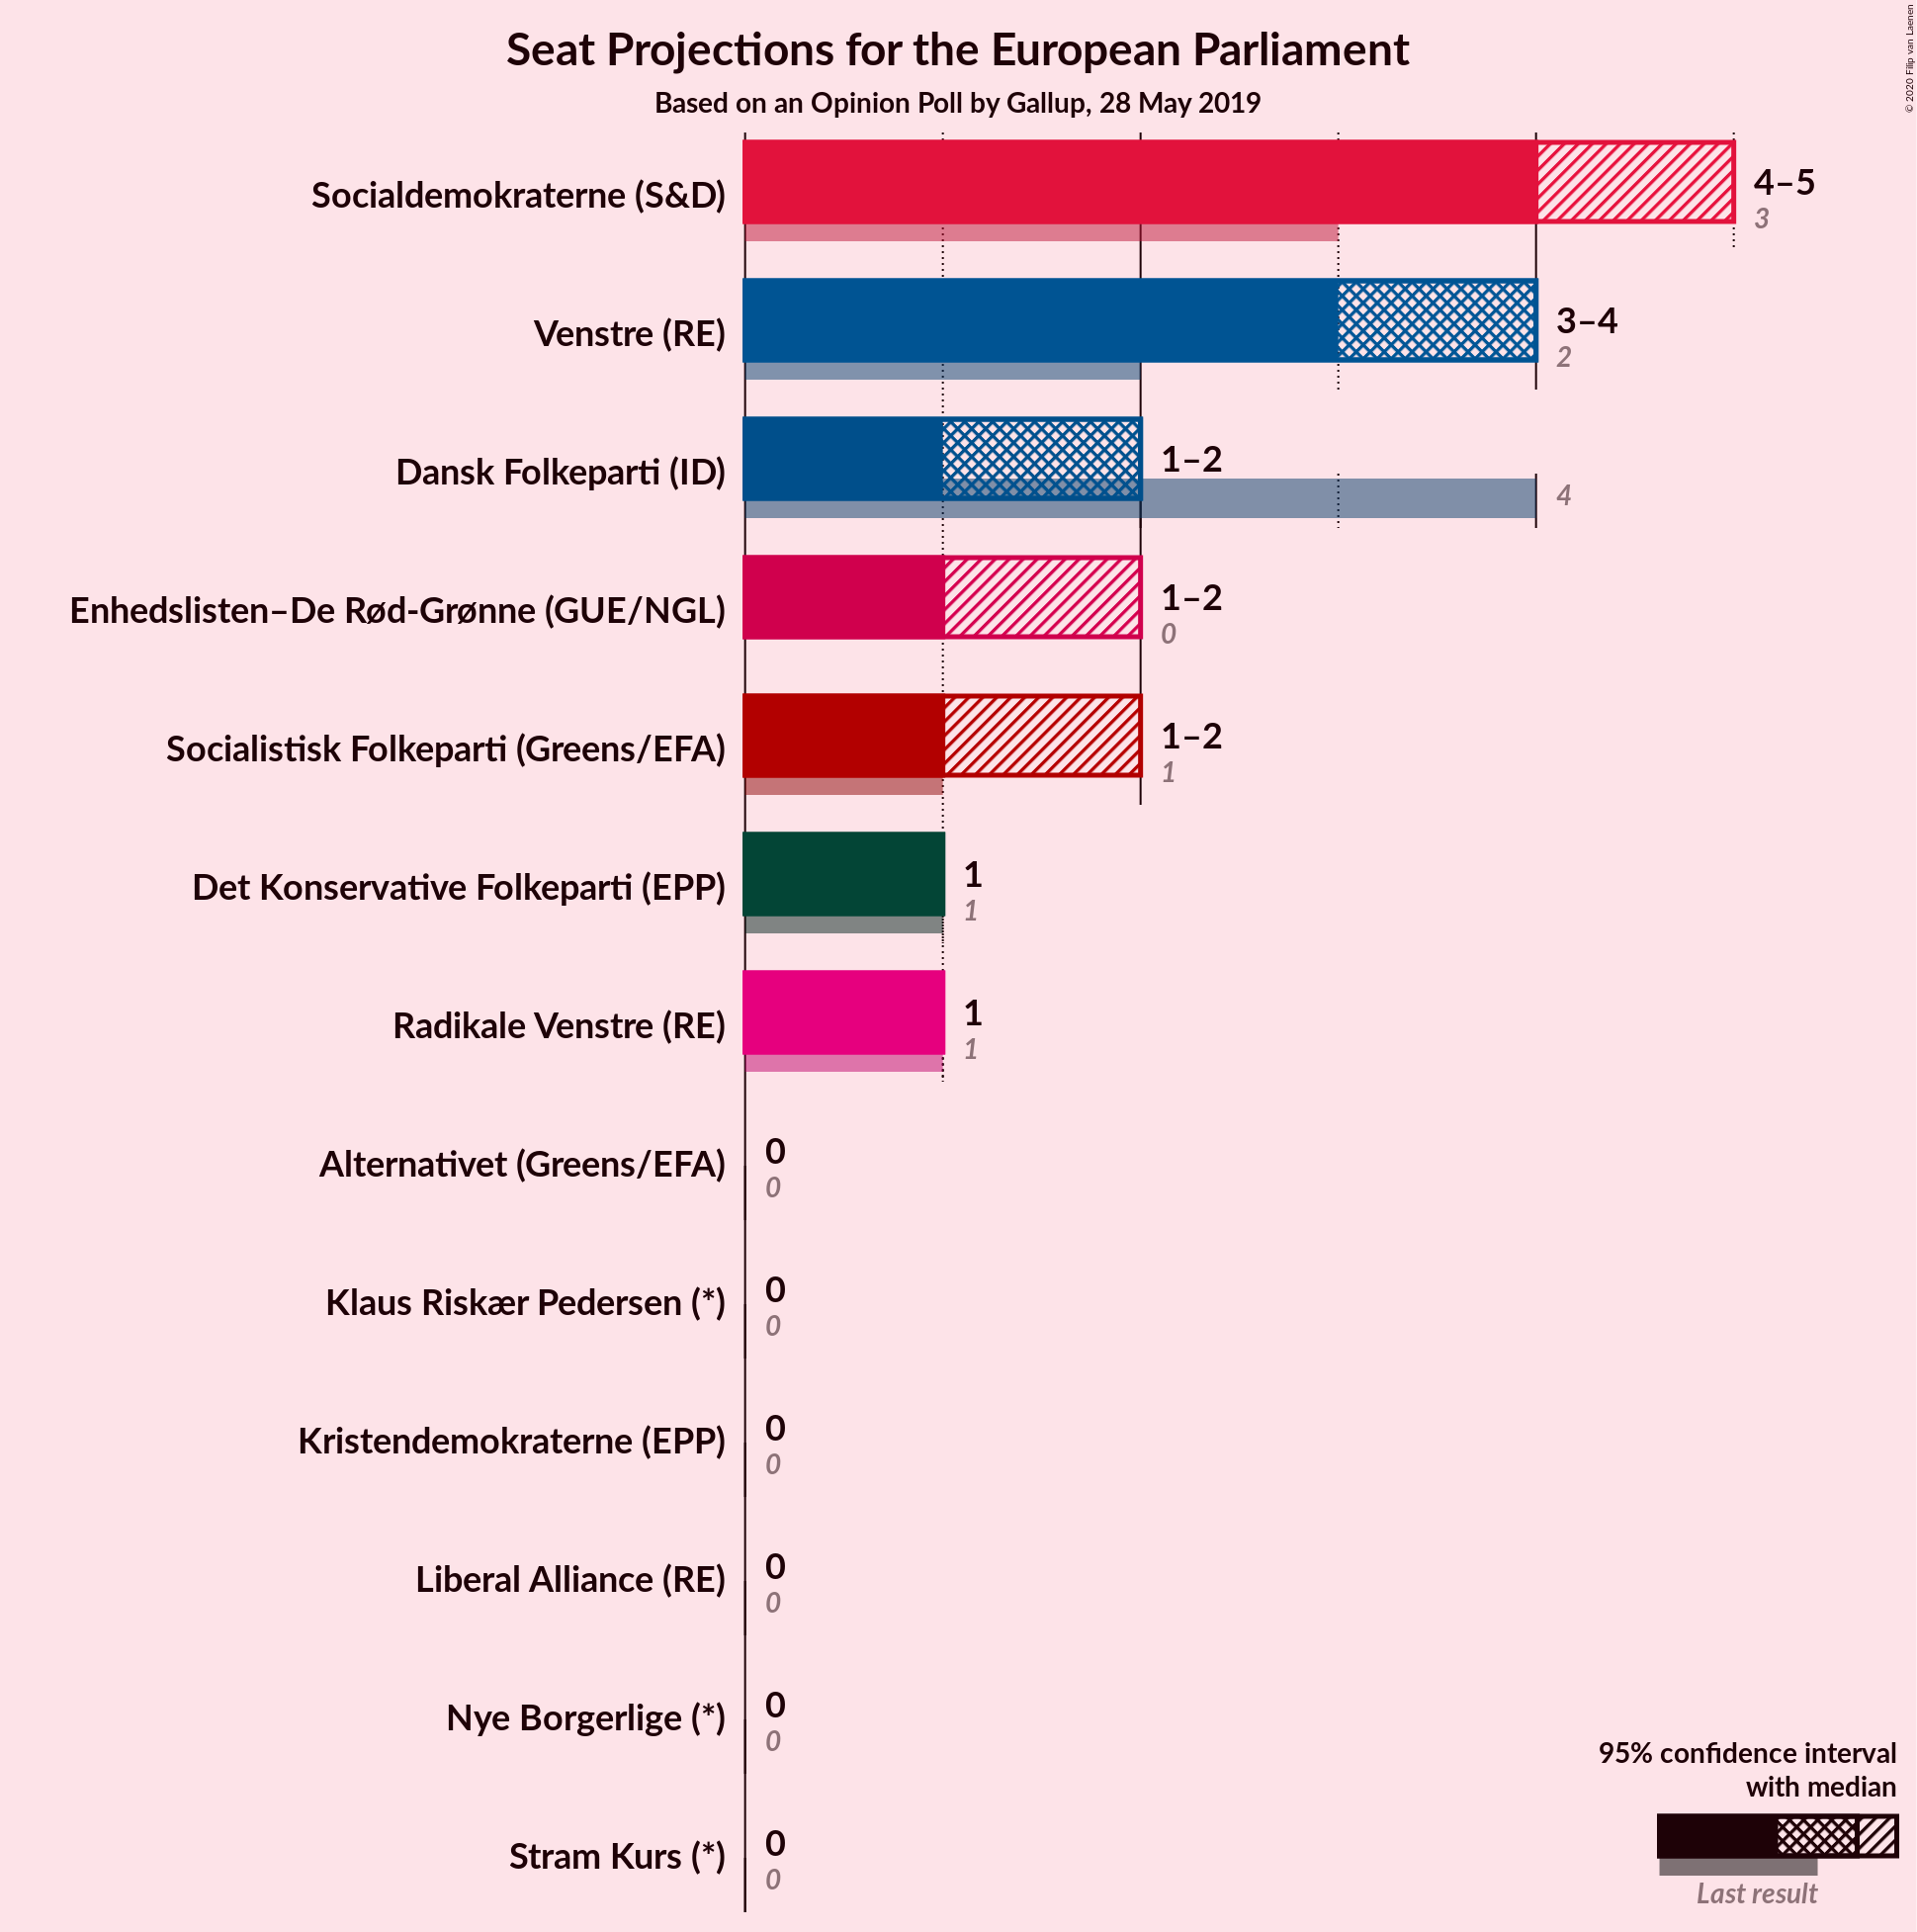 Seat Projections for the European Parliament
Based on an Opinion Poll by Gallup, 28 May 2019
© 2020 Filip van Laenen
Socialdemokraterne (S&D)
4–5
3
Venstre (RE)
3–4
2
Dansk Folkeparti (ID)
1–2
4
Enhedslisten–De Rød-Grønne (GUE/NGL)
1–2
0
Socialistisk Folkeparti (Greens/EFA)
1–2
1
Det Konservative Folkeparti (EPP)
1
1
Radikale Venstre (RE)
1
1
Alternativet (Greens/EFA)
0
0
Klaus Riskær Pedersen (*)
0
0
Kristendemokraterne (EPP)
0
0
Liberal Alliance (RE)
0
0
Nye Borgerlige (*)
0
0
Stram Kurs (*)
0
0
95% confidence interval
with median
Last result